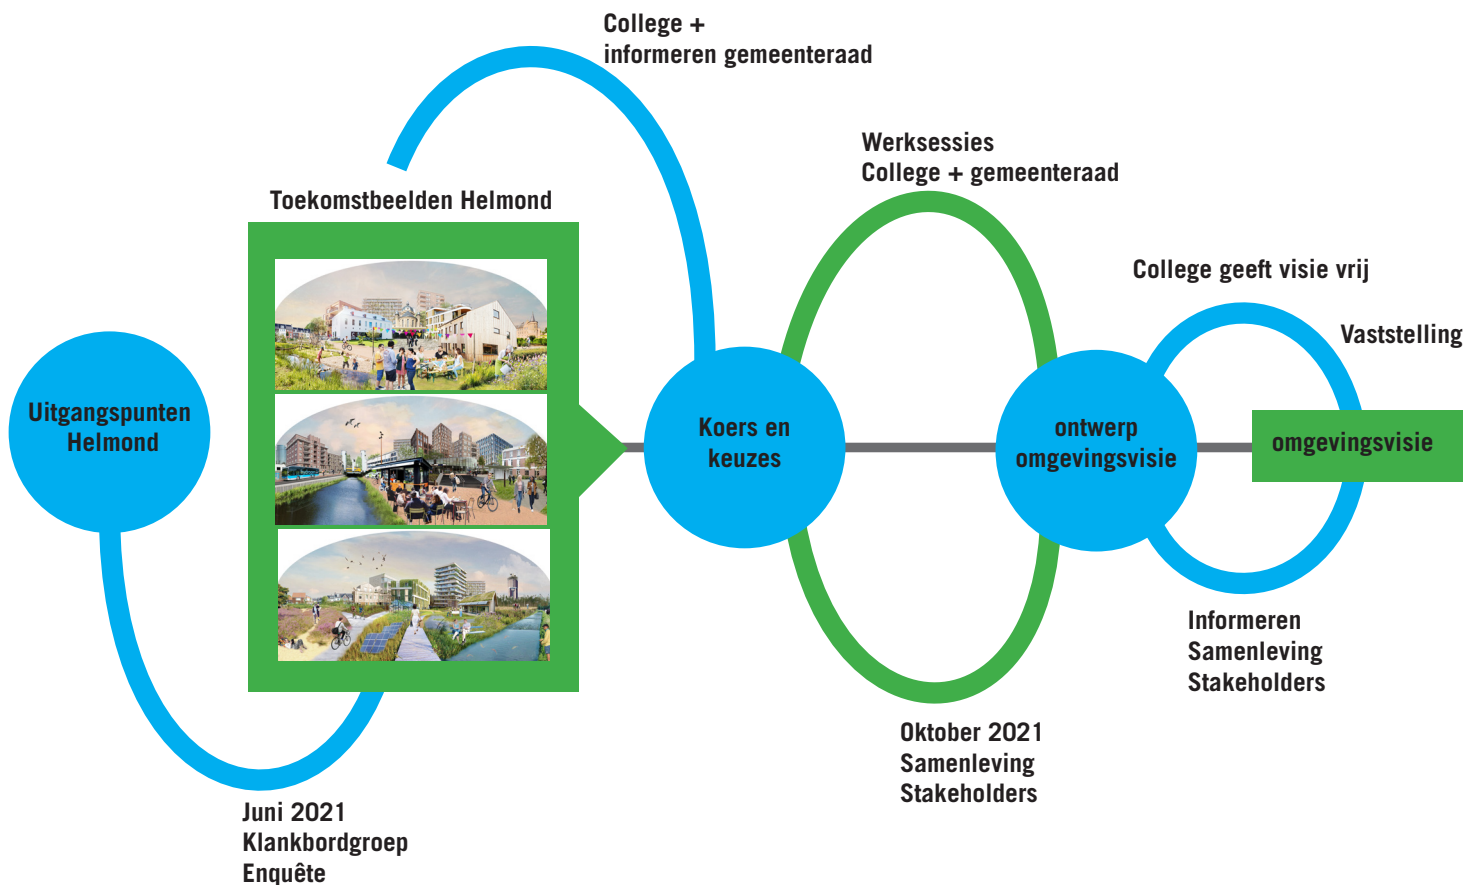 College +
informeren gemeenteraad
Werksessies
College + gemeenteraad
Toekomstbeelden Helmond
College geeft visie vrij
Vaststelling
Uitgangspunten
Helmond
Koers en
keuzes
ontwerp
omgevingsvisie
omgevingsvisie
Informeren
Samenleving
Stakeholders
Oktober 2021
Samenleving
Stakeholders
Juni 2021
Klankbordgroep
Enquête